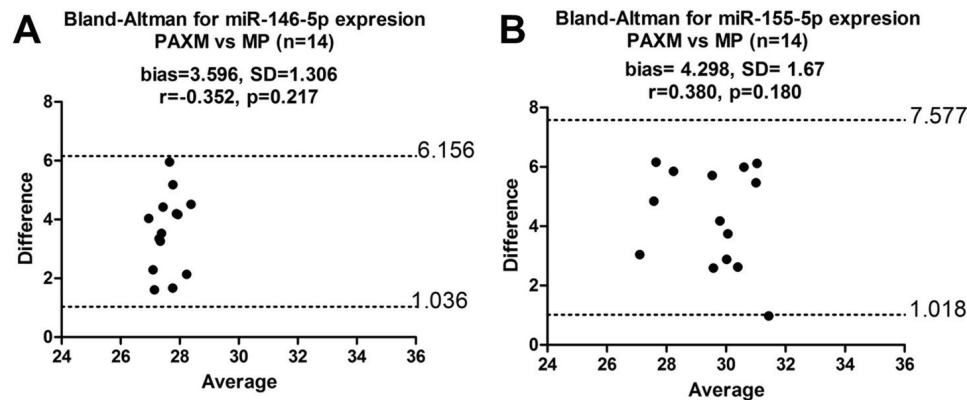 A
Bland-Altman for miR-146-5p expresion
PAXM vs MP (n=14)
bias=3.596, SD=1.306
r=-0.352, p=0.217
8
6
4
2
0
6.156
1.036
Difference
24 26 28 30 32 34 36
Average
B
Bland-Altman for miR-155-5p expresion
PAXM vs MP (n=14)
bias= 4.298, SD= 1.67
r=0.380, p=0.180
8
6
4
2
0
7.577
1.018
Difference
24 26 28 30 32 34 36
Average